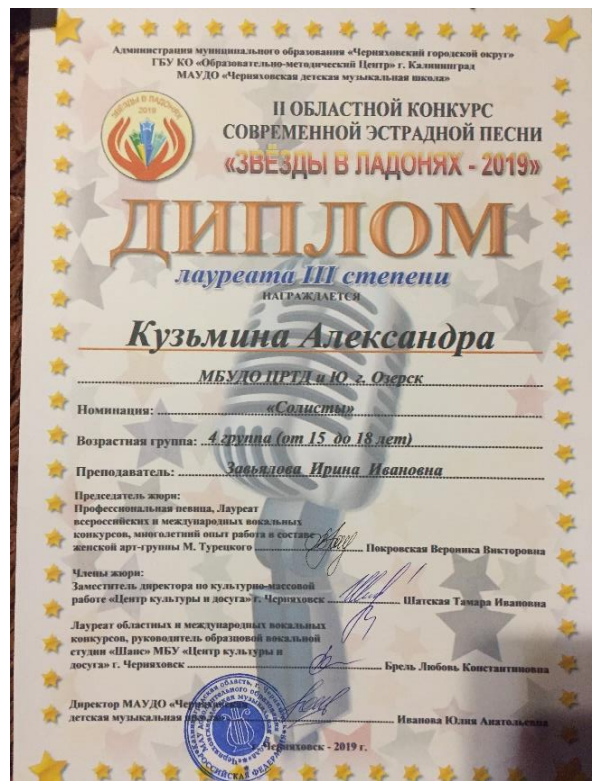 Администрация муниципального образования «Черняховский городской округ»
ГБУ КО «Образовательно-методический Центр» г. Калининград
МАУДО «Черняховская детская музыкальная школа»
ЗВЁЗДЫ В ЛАДОНЯХ
2019
II ОБЛАСТНОЙ КОНКУРС
СОВРЕМЕННОЙ ЭСТРАДНОЙ ПЕСНИ
«ЗВЁЗДЫ В ЛАДОНЯХ - 2019»
ДИПЛОМ
лауреата III степени
НАГРАЖДАЕТСЯ
Кузьмина Александра
МБУДО ЦРТД и Ю г. Озерск
Номинация: «Солисты»
Возрастная группа: 4 группа (от 15 до 18 лет)
Преподаватель: Завьялова Ирина Ивановна
Председатель жюри:
Профессиональная певица, Лауреат
всероссийских и международных вокальных
конкурсов, многолетний опыт работа в составе
женской арт-группы М. Турецкого Покровская Вероника Викторовна
Члены жюри:
Заместитель директора по культурно-массовой
работе «Центр культуры и досуга» г. Черняховск Шатская Тамара Ивановна
Лауреат областных и международных вокальных
конкурсов, руководитель образцовой вокальной
студии «Шанс» МБУ «Центр культуры и
досуга» г. Черняховск Брель Любовь Константиновна
Директор МАУДО «Черняховская
детская музыкальная школа» Иванова Юлия Анатольевна
г. Черняховск - 2019 г.